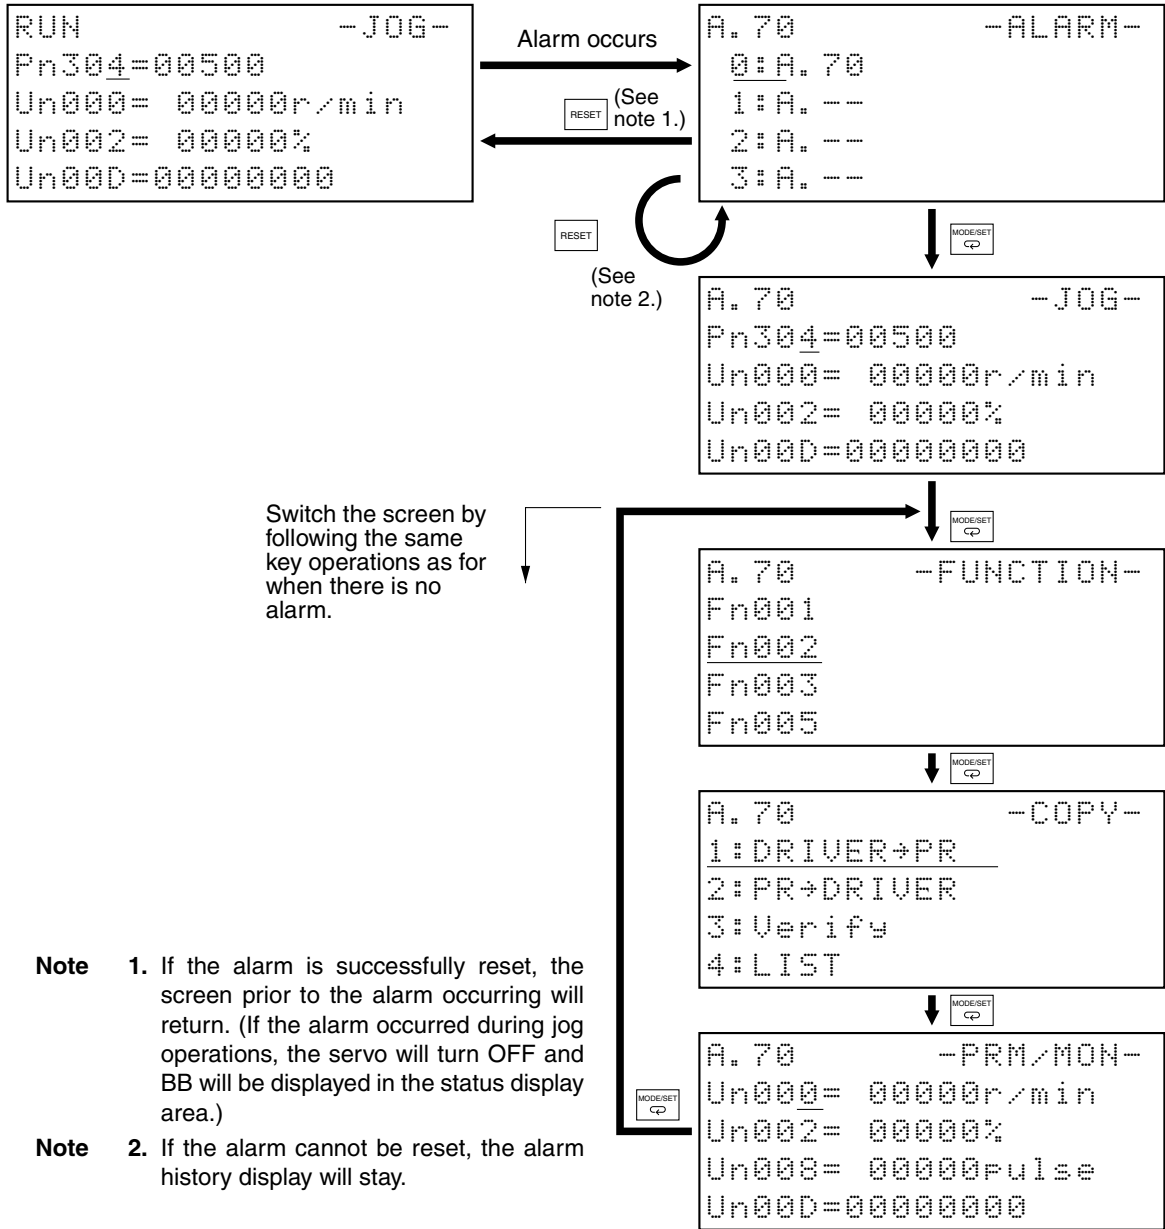 RUN -JOG-
Pn304=00500
Un000= 00000r/min
Un002= 00000%
Un00D=00000000
Alarm occurs
RESET
(See
note 1.)
A.70 -ALARM-
0:A.70
1:A.--
2:A.--
3:A.--
RESET
(See
note 2.)
MODE/SET
A.70 -JOG-
Pn304=00500
Un000= 00000r/min
Un002= 00000%
Un00D=00000000
Switch the screen by
following the same
key operations as for
when there is no
alarm.
MODE/SET
A.70 -FUNCTION-
Fn001
Fn002
Fn003
Fn005
MODE/SET
A.70 -COPY-
1:DRIVER→PR
2:PR→DRIVER
3:Verify
4:LIST
MODE/SET
A.70 -PRM/MON-
Un000= 00000r/min
Un002= 00000%
Un008= 00000pulse
Un00D=00000000
MODE/SET
Note 1. If the alarm is successfully reset, the
screen prior to the alarm occurring will
return. (If the alarm occurred during jog
operations, the servo will turn OFF and
BB will be displayed in the status display
area.)
Note 2. If the alarm cannot be reset, the alarm
history display will stay.